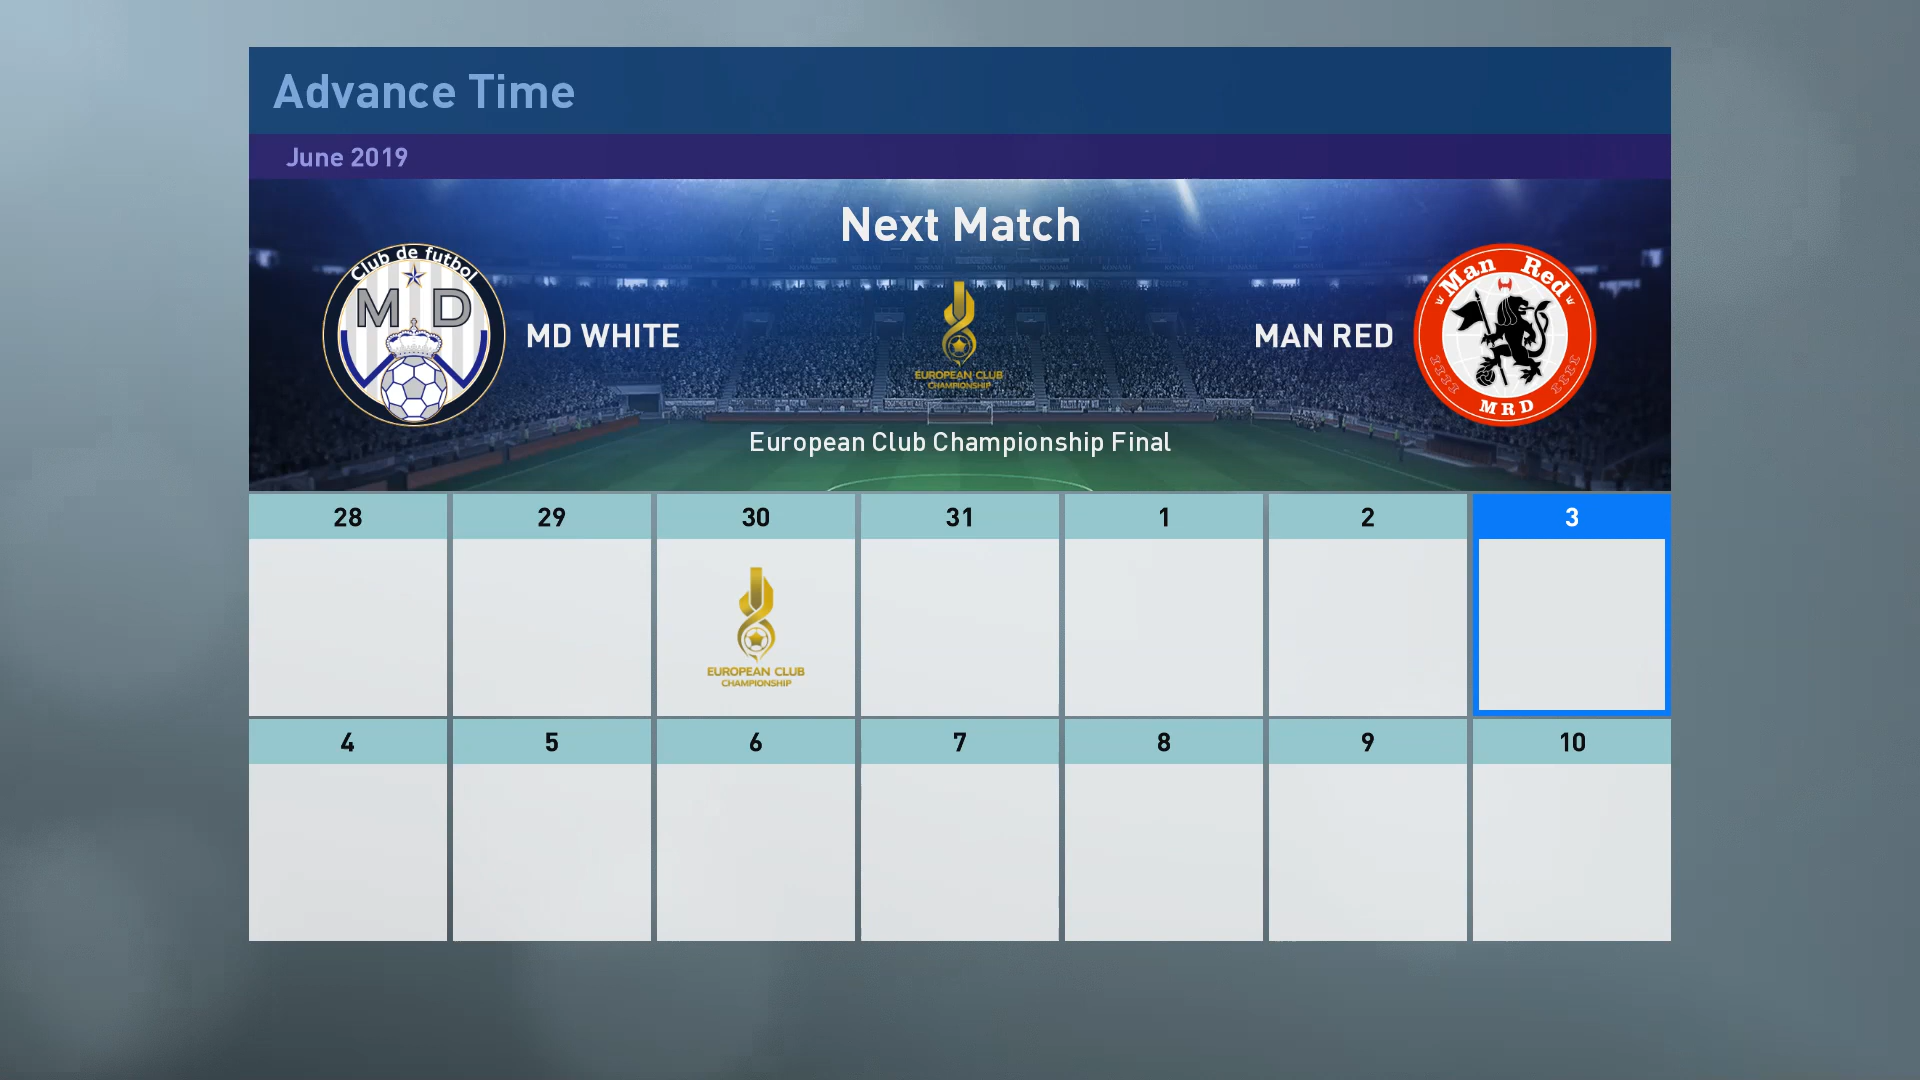 Advance Time
June 2019
Next Match
Club de futbol
M D
MD WHITE
EUROPEAN CLUB
CHAMPIONSHIP
MAN RED
Man Red
MRD
European Club Championship Final
28 29 30 31 1 2 3
EUROPEAN CLUB
CHAMPIONSHIP
4 5 6 7 8 9 10